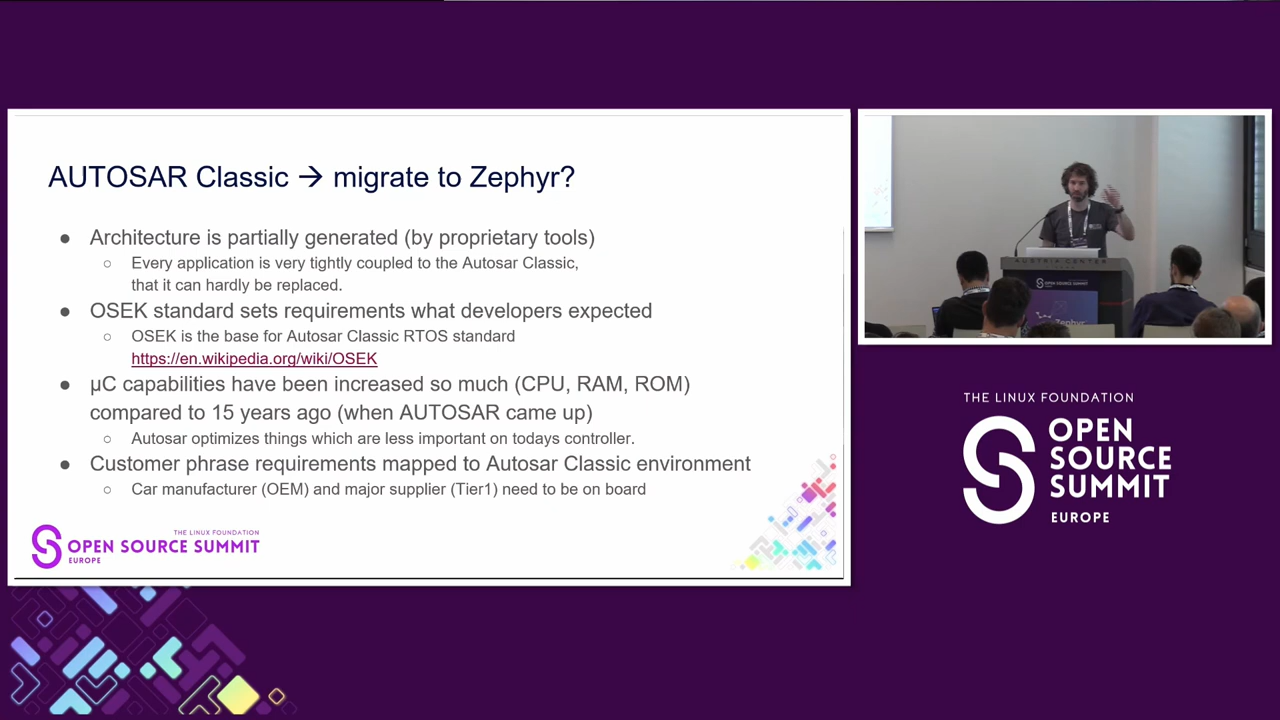 AUTOSAR Classic → migrate to Zephyr?
● Architecture is partially generated (by proprietary tools)
○ Every application is very tightly coupled to the Autosar Classic,
that it can hardly be replaced.
● OSEK standard sets requirements what developers expected
○ OSEK is the base for Autosar Classic RTOS standard
https://en.wikipedia.org/wiki/OSEK
● µC capabilities have been increased so much (CPU, RAM, ROM)
compared to 15 years ago (when AUTOSAR came up)
○ Autosar optimizes things which are less important on todays controller.
● Customer phrase requirements mapped to Autosar Classic environment
○ Car manufacturer (OEM) and major supplier (Tier1) need to be on board
THE LINUX FOUNDATION
OPEN SOURCE SUMMIT
EUROPE
AUSTRIA CENTER
Zephyr
THE LINUX FOUNDATION
OPEN
SOURCE
SUMMIT
EUROPE